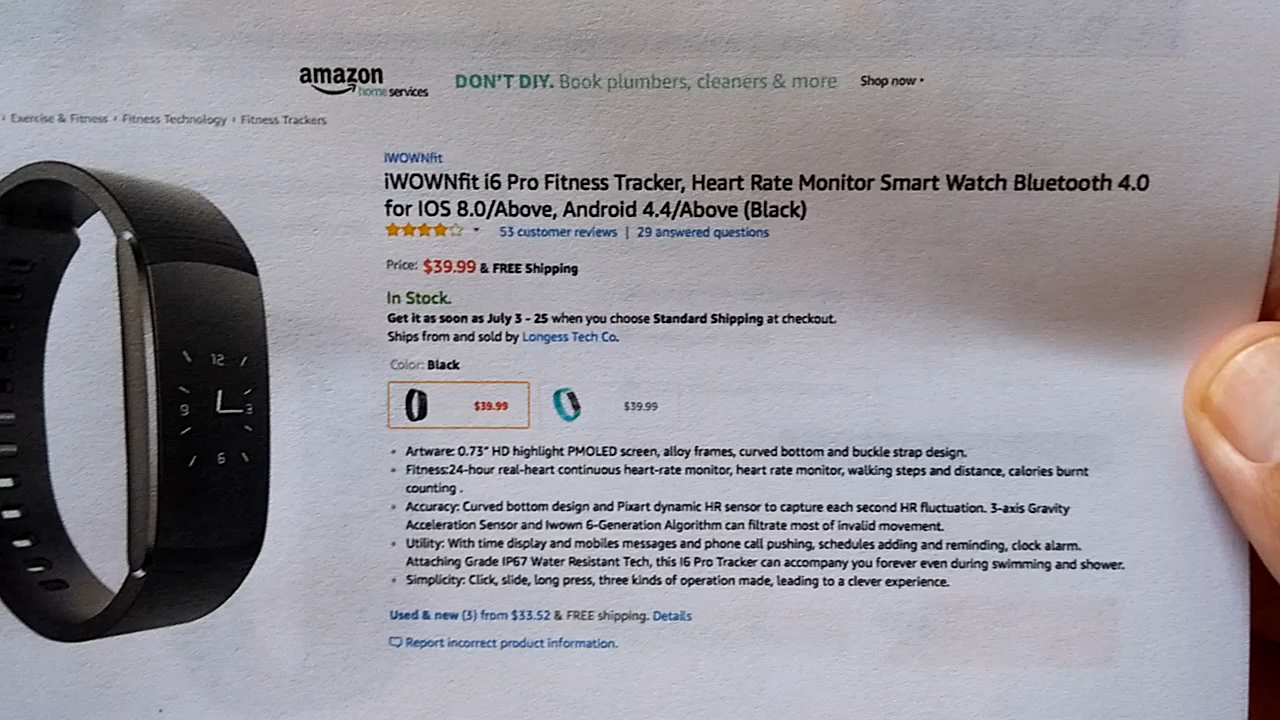 amazon
home services
DON'T DIY. Book plumbers, cleaners & more Shop now
› Exercise & Fitness › Fitness Technology › Fitness Trackers
iWOWNfit
iWOWNfit i6 Pro Fitness Tracker, Heart Rate Monitor Smart Watch Bluetooth 4.0
for IOS 8.0/Above, Android 4.4/Above (Black)
53 customer reviews | 29 answered questions
Price: $39.99 & FREE Shipping
In Stock.
Get it as soon as July 3 - 25 when you choose Standard Shipping at checkout.
Ships from and sold by Longess Tech Co.
Color: Black
$39.99 $39.99
• Artware: 0.73" HD highlight PMOLED screen, alloy frames, curved bottom and buckle strap design.
• Fitness:24-hour real-heart continuous heart-rate monitor, heart rate monitor, walking steps and distance, calories burnt
counting .
• Accuracy: Curved bottom design and Pixart dynamic HR sensor to capture each second HR fluctuation. 3-axis Gravity
Acceleration Sensor and Iwown 6-Generation Algorithm can filtrate most of invalid movement.
• Utility: With time display and mobiles messages and phone call pushing, schedules adding and reminding, clock alarm.
Attaching Grade IP67 Water Resistant Tech, this I6 Pro Tracker can accompany you forever even during swimming and shower.
• Simplicity: Click, slide, long press, three kinds of operation made, leading to a clever experience.
Used & new (3) from $33.52 & FREE shipping. Details
Report incorrect product information.
12
9 3
6